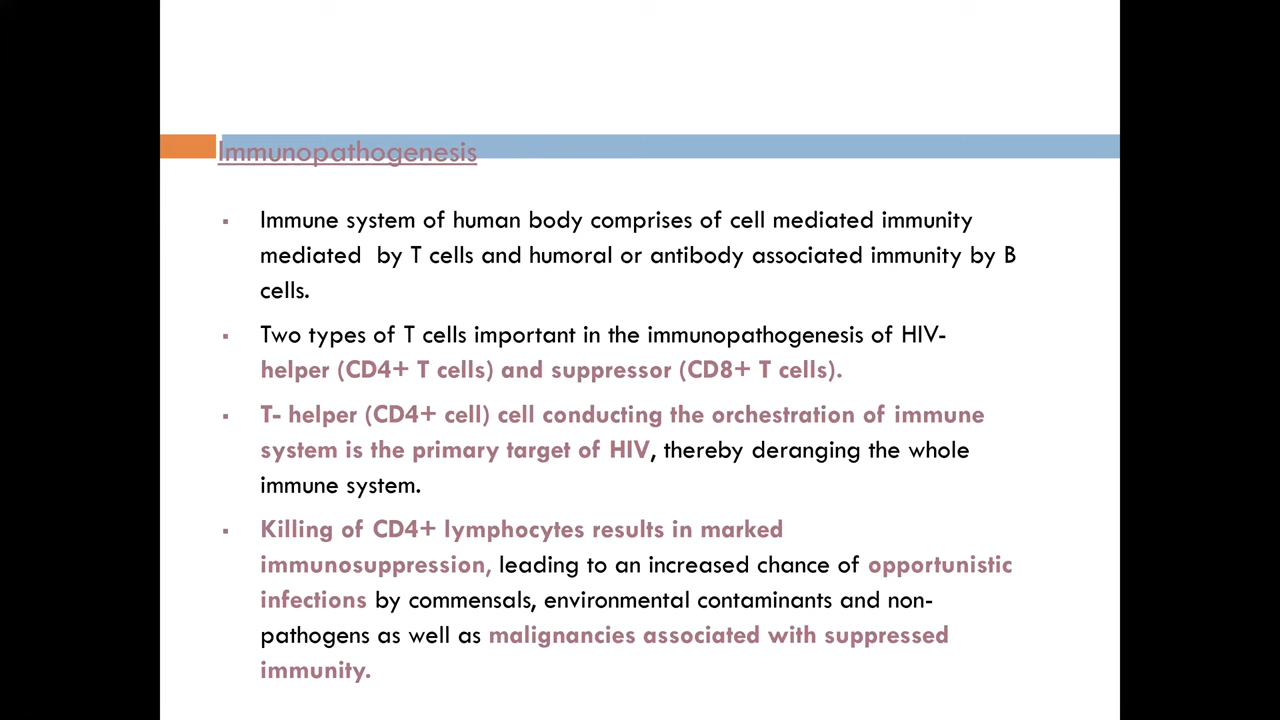 Immunopathogenesis
▪ Immune system of human body comprises of cell mediated immunity
mediated  by T cells and humoral or antibody associated immunity by B
cells.
▪ Two types of T cells important in the immunopathogenesis of HIV-
helper (CD4+ T cells) and suppressor (CD8+ T cells).
▪ T- helper (CD4+ cell) cell conducting the orchestration of immune
system is the primary target of HIV, thereby deranging the whole
immune system.
▪ Killing of CD4+ lymphocytes results in marked
immunosuppression, leading to an increased chance of opportunistic
infections by commensals, environmental contaminants and non-
pathogens as well as malignancies associated with suppressed
immunity.